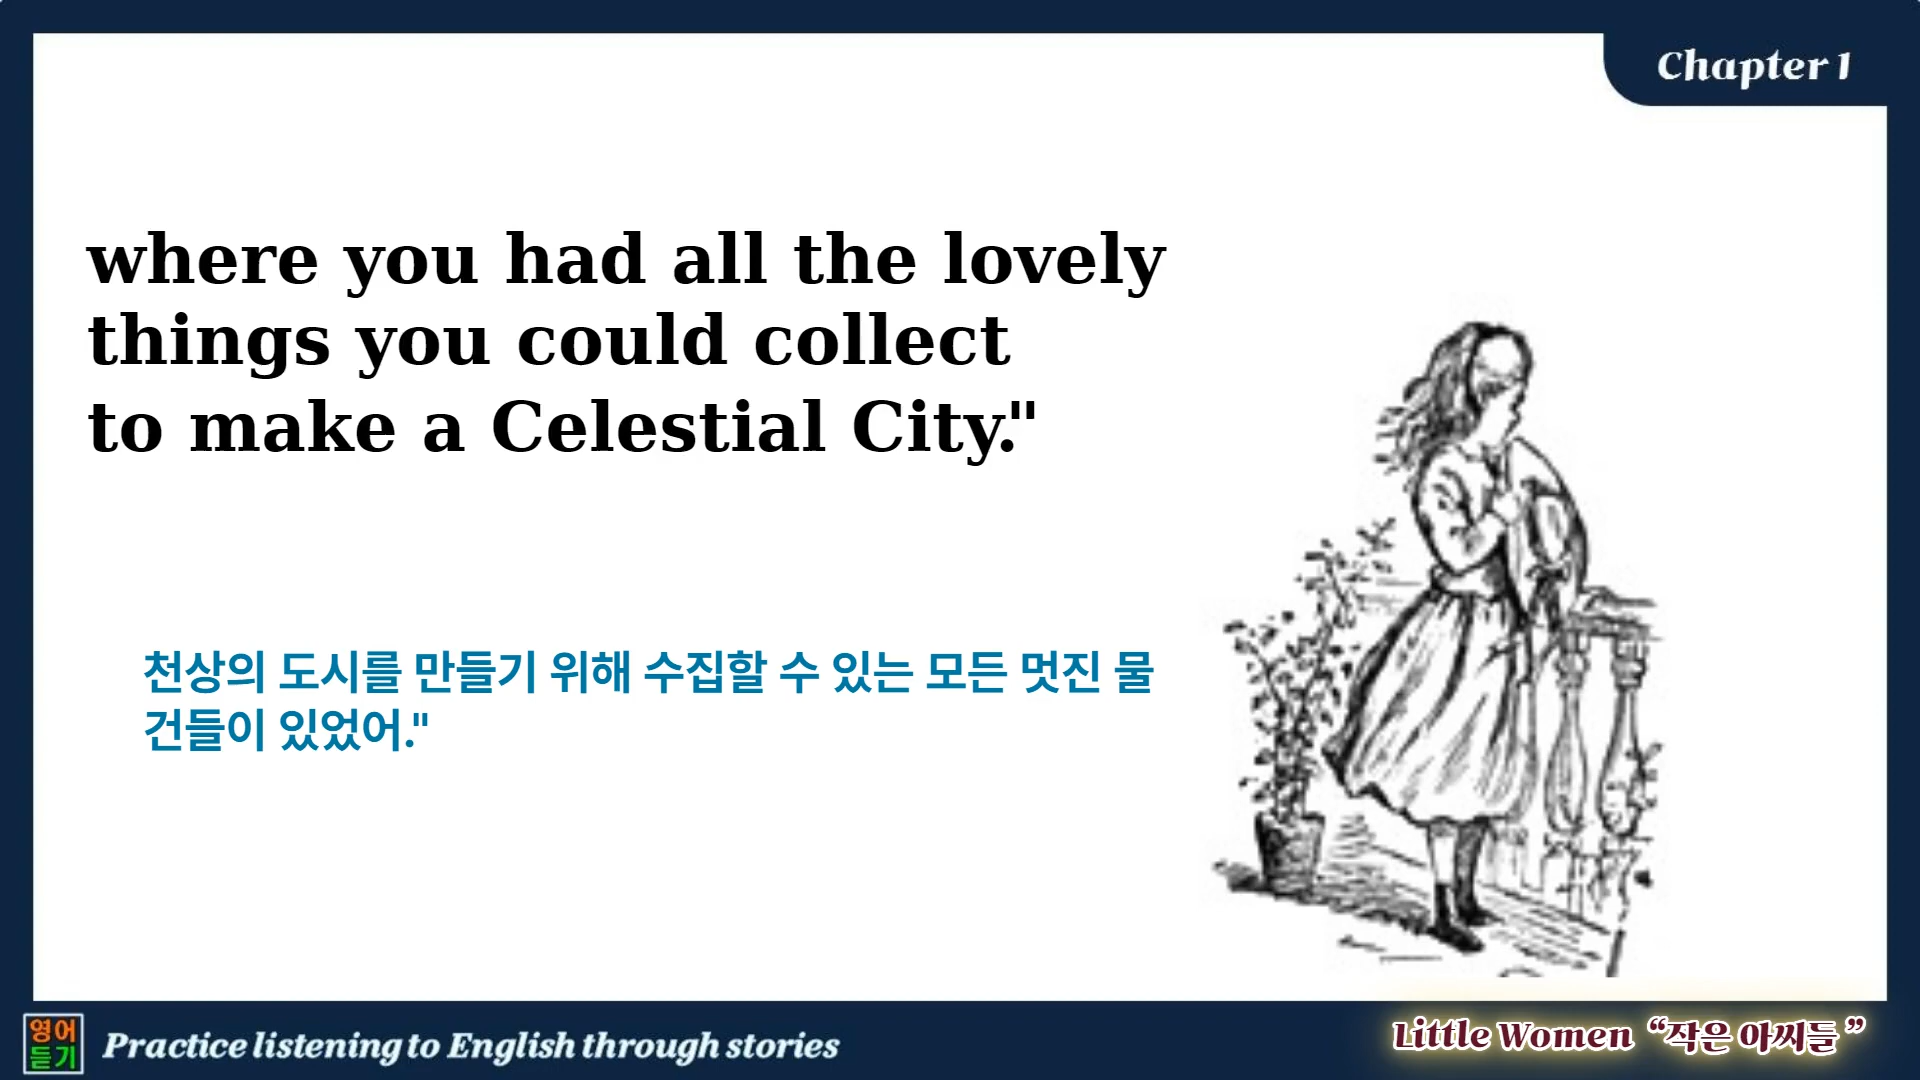 Chapter 1
where you had all the lovely
things you could collect
to make a Celestial City."
천상의 도시를 만들기 위해 수집할 수 있는 모든 멋진 물
건들이 있었어."
영어
듣기
Practice listening to English through stories
Little Women “작은 아씨들”